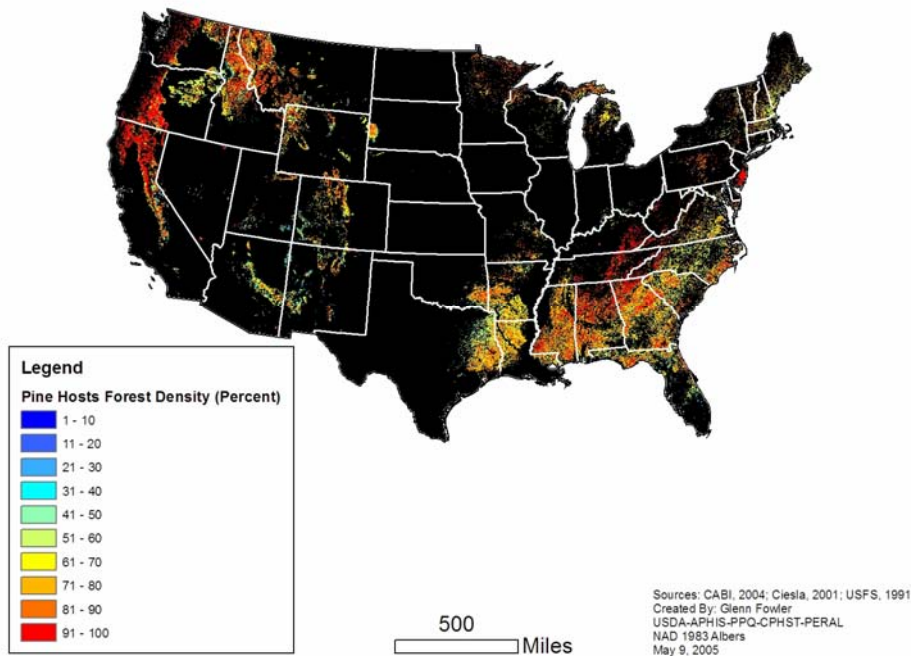 Legend
Pine Hosts Forest Density (Percent)
1 - 10
11 - 20
21 - 30
31 - 40
41 - 50
51 - 60
61 - 70
71 - 80
81 - 90
91 - 100
500
Miles
Sources: CABI, 2004; Ciesla, 2001; USFS, 1991
Created By: Glenn Fowler
USDA-APHIS-PPQ-CPHST-PERAL
NAD 1983 Albers
May 9, 2005